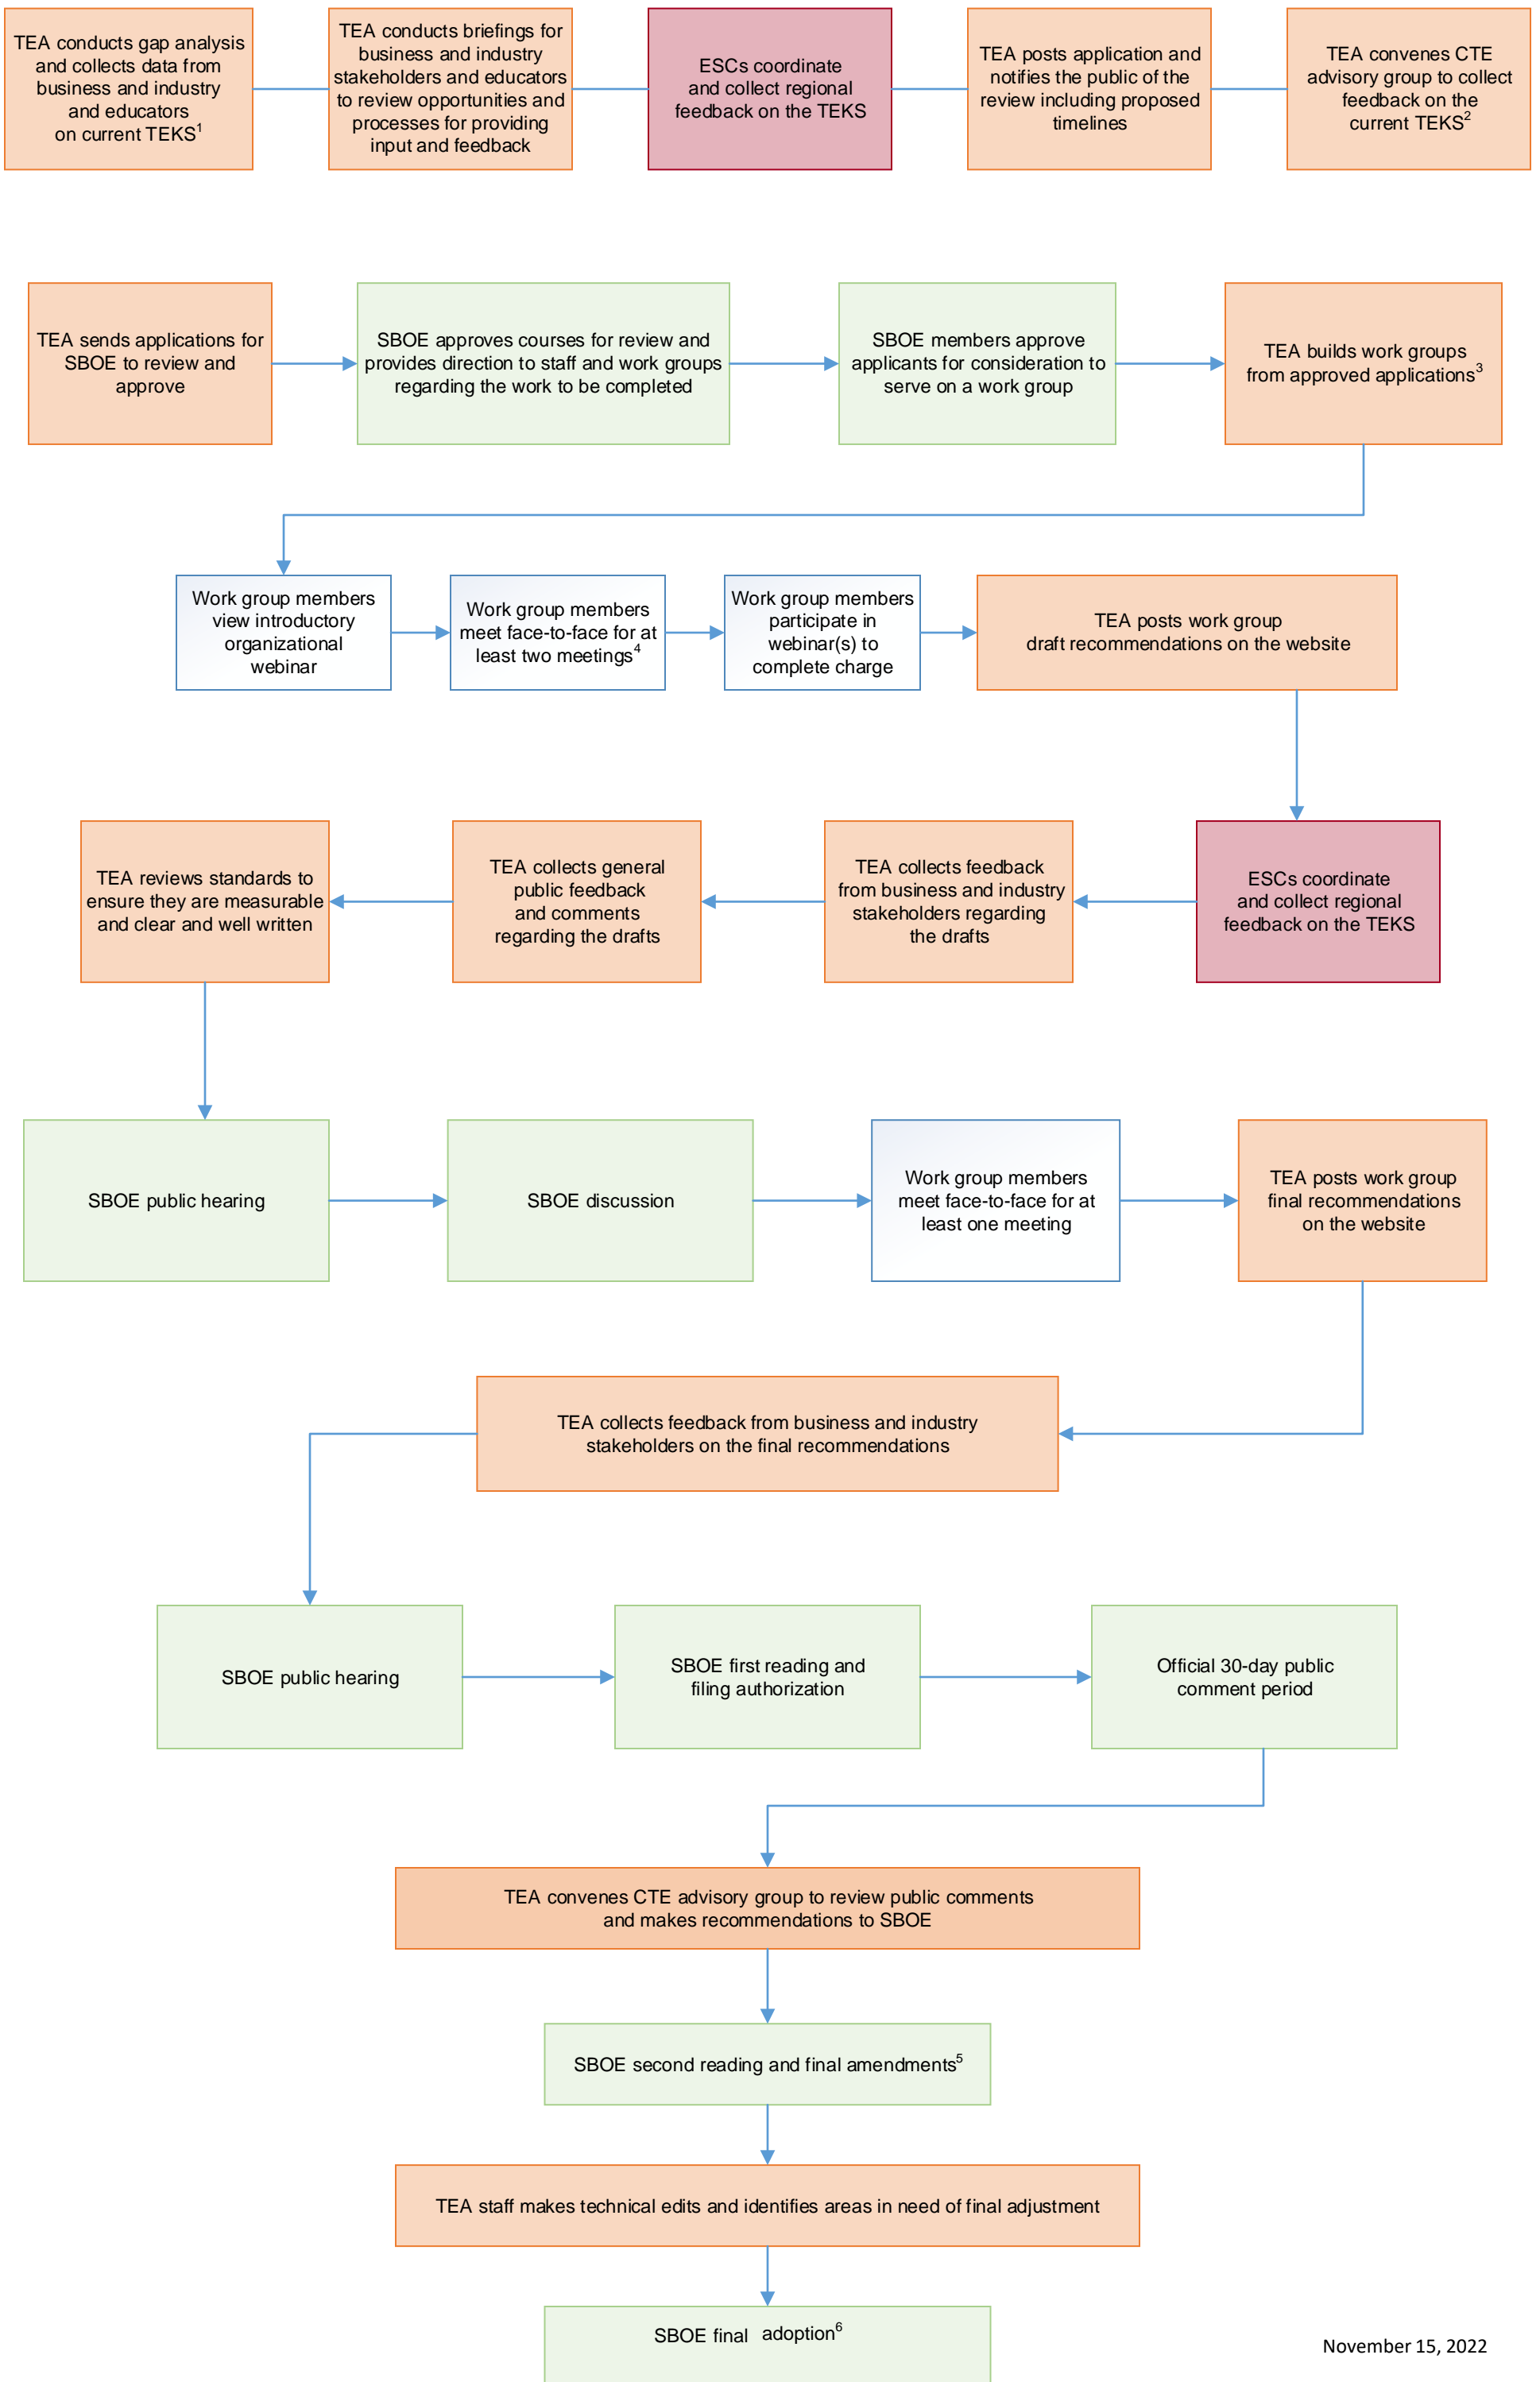 TEA conducts gap analysis
and collects data from
business and industry
and educators
on current TEKS1
TEA conducts briefings for
business and industry
stakeholders and educators
to review opportunities and
processes for providing
input and feedback
ESCs coordinate
and collect regional
feedback on the TEKS
TEA posts application and
notifies the public of the
review including proposed
timelines
TEA convenes CTE
advisory group to collect
feedback on the
current TEKS2
TEA sends applications for
SBOE to review and
approve
SBOE approves courses for review and
provides direction to staff and work groups
regarding the work to be completed
SBOE members approve
applicants for consideration to
serve on a work group
TEA builds work groups
from approved applications3
Work group members
view introductory
organizational
webinar
Work group members
meet face-to-face for at
least two meetings4
Work group members
participate in
webinar(s) to
complete charge
TEA posts work group
draft recommendations on the website
TEA reviews standards to
ensure they are measurable
and clear and well written
TEA collects general
public feedback
and comments
regarding the drafts
TEA collects feedback
from business and industry
stakeholders regarding
the drafts
ESCs coordinate
and collect regional
feedback on the TEKS
SBOE public hearing
SBOE discussion
Work group members
meet face-to-face for at
least one meeting
TEA posts work group
final recommendations
on the website
TEA collects feedback from business and industry
stakeholders on the final recommendations
SBOE public hearing
SBOE first reading and
filing authorization
Official 30-day public
comment period
TEA convenes CTE advisory group to review public comments
and makes recommendations to SBOE
SBOE second reading and final amendments5
TEA staff makes technical edits and identifies areas in need of final adjustment
SBOE final adoption6
November 15, 2022